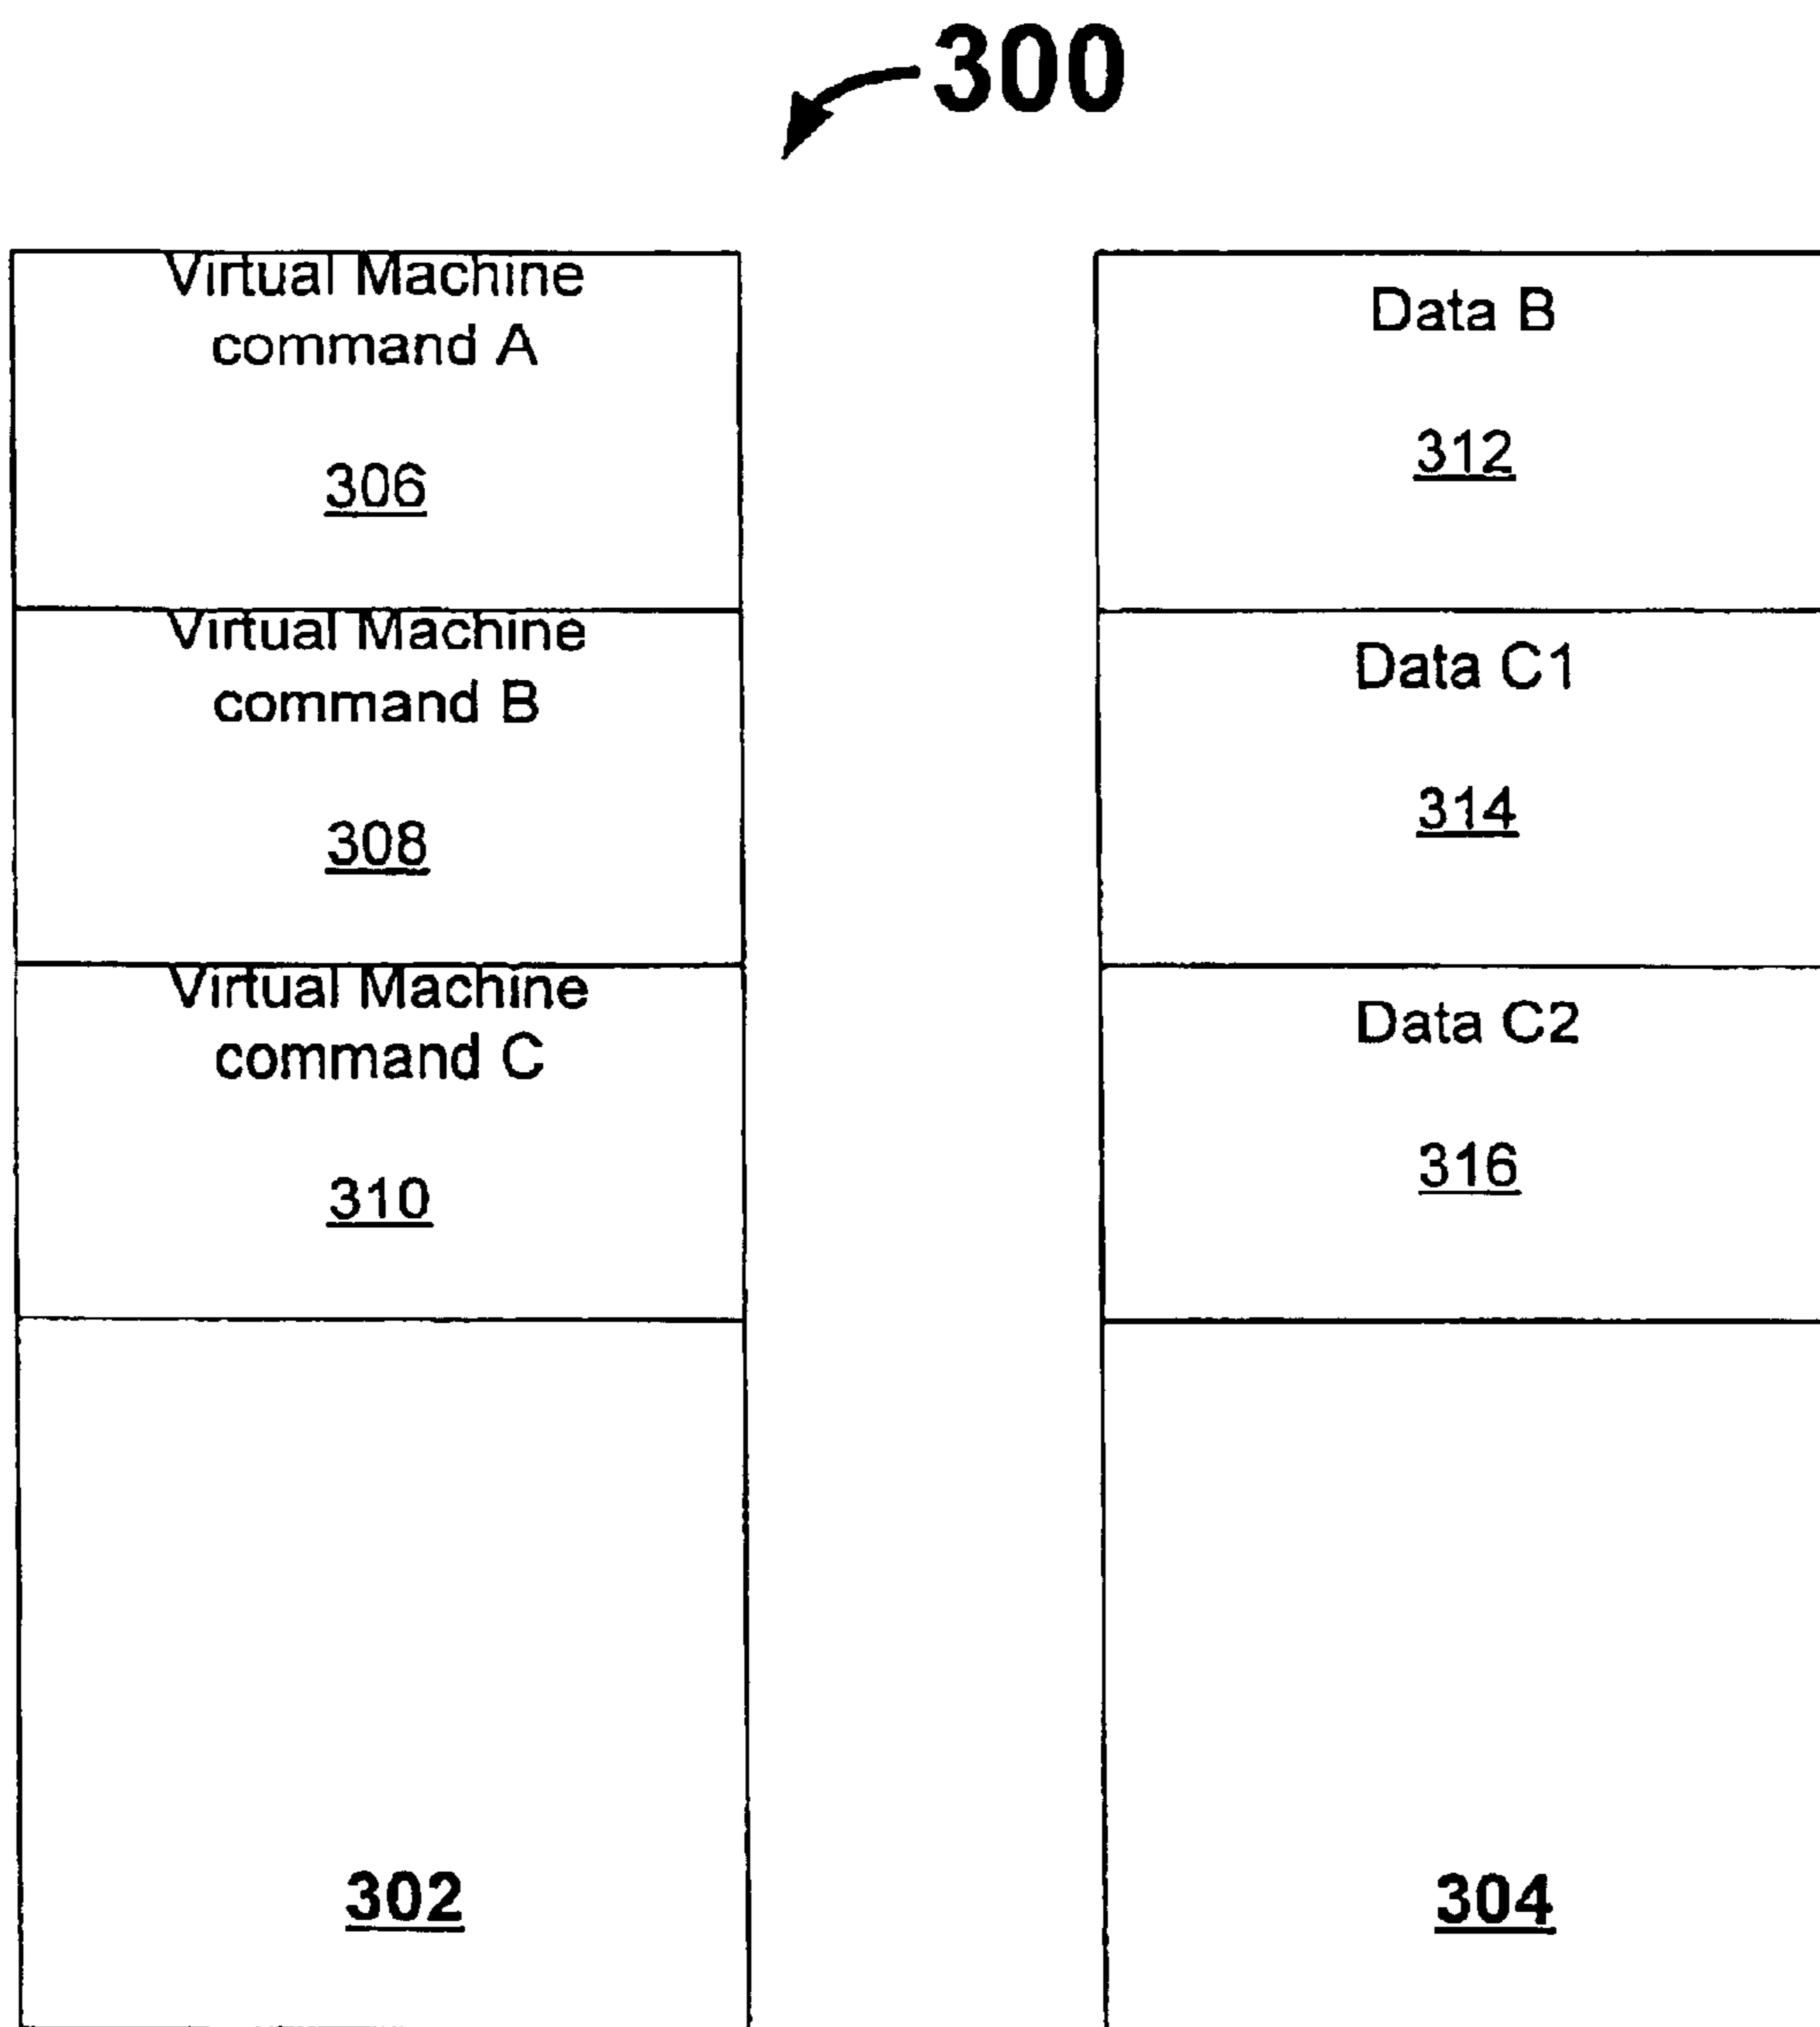 300
Virtual Machine
command A
306
Virtual Machine
command B
308
Virtual Machine
command C
310
302
Data B
312
Data C1
314
Data C2
316
304